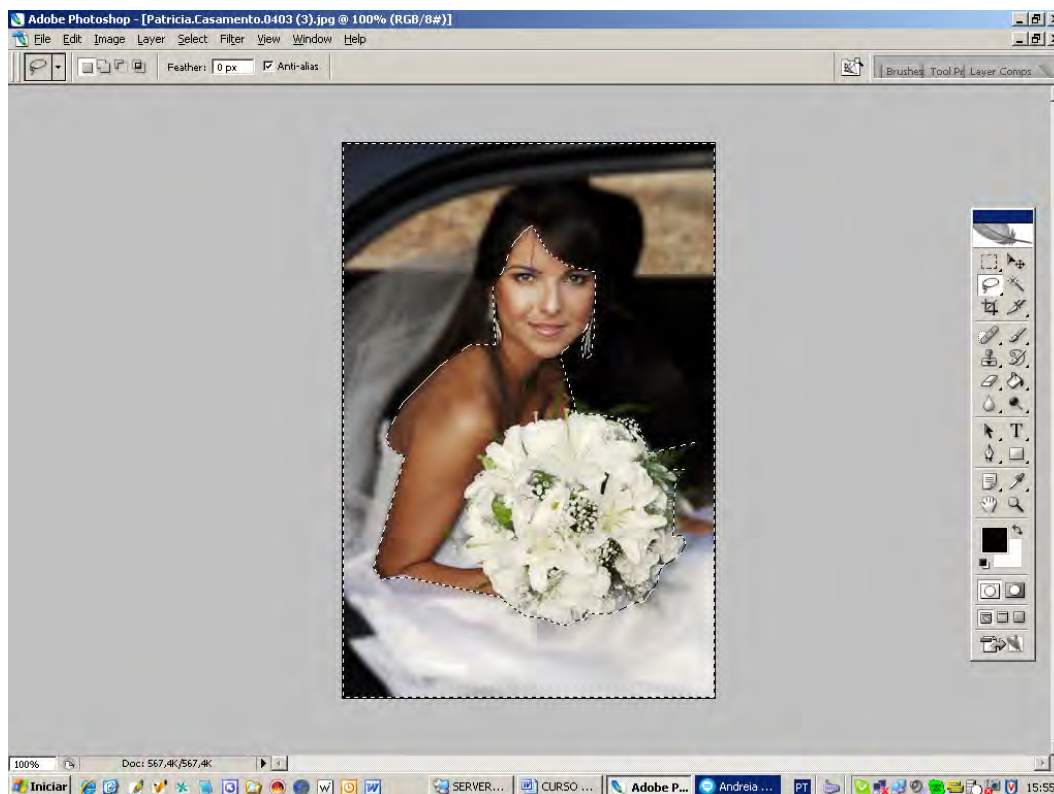 Adobe Photoshop - [Patricia.Casamento.0403 (3).jpg @ 100% (RGB/8#)]
File Edit Image Layer Select Filter View Window Help
Feather: 0 px Anti-alias
Brushes Tool Pr Layer Comps
T
100% Doc: 567,4K/567,4K
Iniciar W W SERVER... CURSO ... Adobe P... Andreia ... PT 15:55